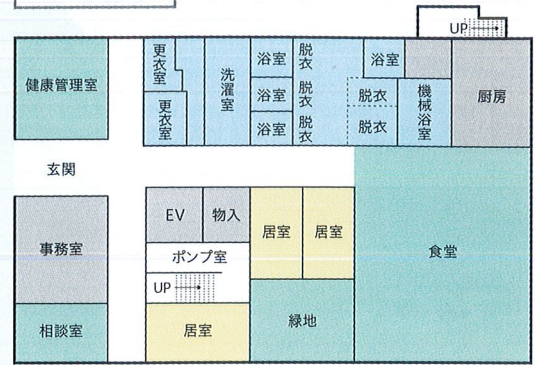 UP
健康管理室
更衣室
更衣室
洗濯室
浴室
浴室
浴室
脱衣
脱衣
脱衣
浴室
脱衣
脱衣
機械浴室
厨房
玄関
事務室
相談室
EV
物入
ポンプ室
UP
居室
居室
居室
緑地
食堂